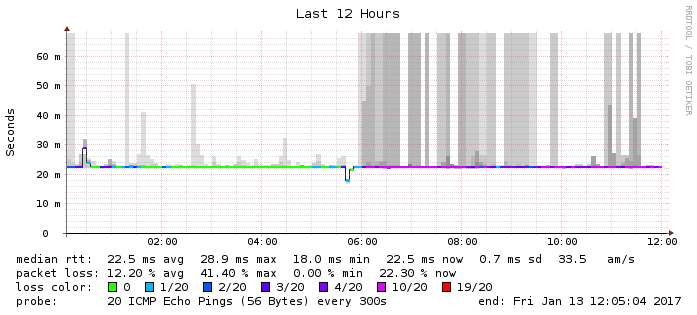 Last 12 Hours
RRDTOOL / TOBI OETIKER
Seconds
60 m
50 m
40 m
30 m
20 m
10 m
0
02:00 04:00 06:00 08:00 10:00 12:00
median rtt: 22.5 ms avg 28.9 ms max 18.0 ms min 22.5 ms now 0.7 ms sd 33.5 am/s
packet loss: 12.20 % avg 41.40 % max 0.00 % min 22.30 % now
loss color: 0 1/20 2/20 3/20 4/20 10/20 19/20
probe: 20 ICMP Echo Pings (56 Bytes) every 300s end: Fri Jan 13 12:05:04 2017